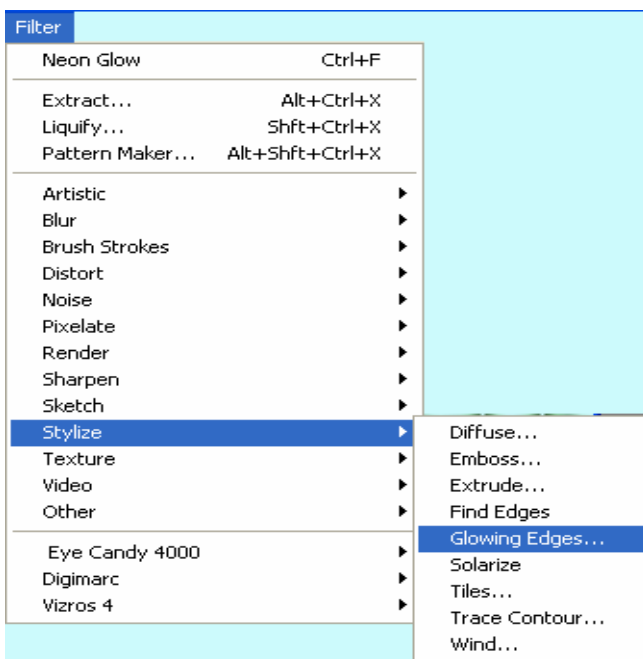 Filter
Neon Glow Ctrl+F
Extract... Alt+Ctrl+X
Liquify... Shft+Ctrl+X
Pattern Maker... Alt+Shft+Ctrl+X
Artistic
Blur
Brush Strokes
Distort
Noise
Pixelate
Render
Sharpen
Sketch
Stylize
Texture
Video
Other
Eye Candy 4000
Digimarc
Vizros 4
Diffuse...
Emboss...
Extrude...
Find Edges
Glowing Edges...
Solarize
Tiles...
Trace Contour...
Wind...